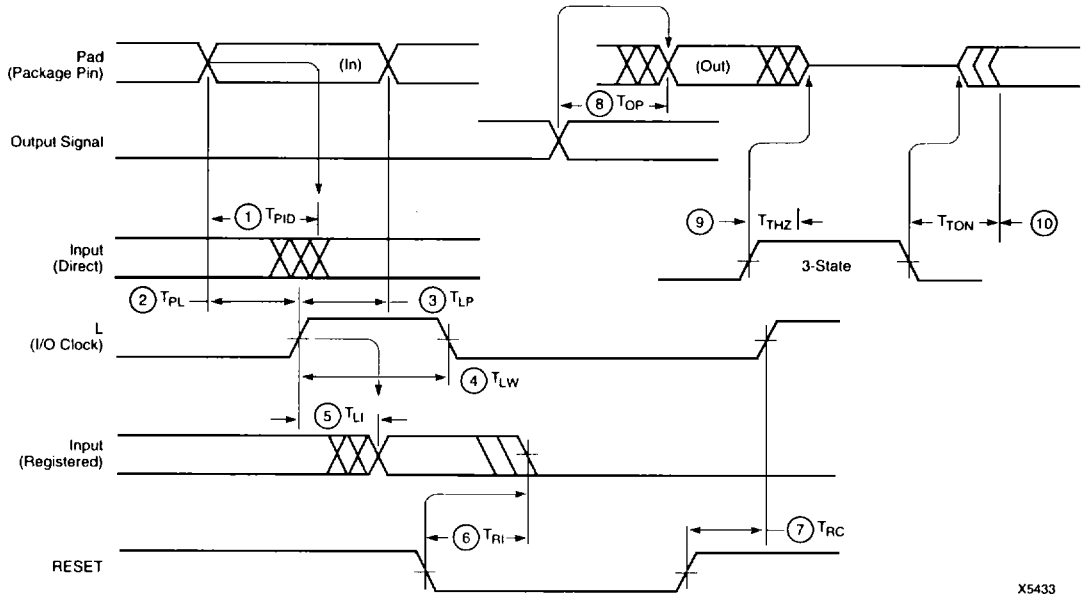 Pad
(Package Pin)
(In)
(Out)
8 TOP
Output Signal
1 TPID
9 TTHZ
TTON 10
Input
(Direct)
3-State
2 TPL
3 TLP
L
(I/O Clock)
4 TLW
5 TLI
Input
(Registered)
6 TRI
7 TRC
RESET
X5433